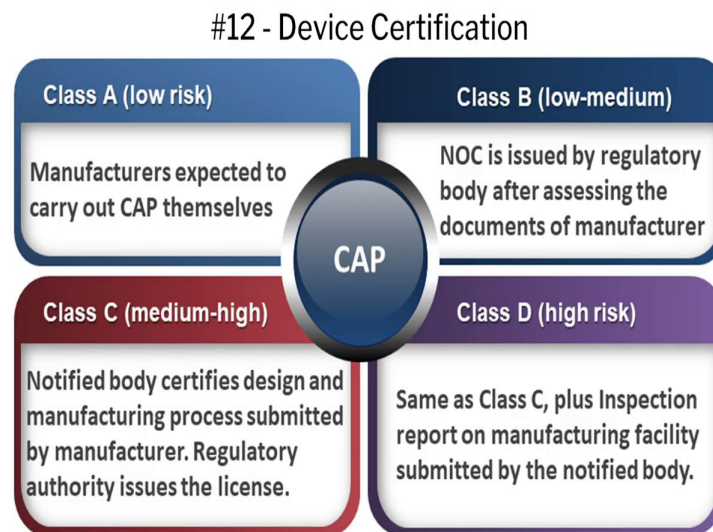 #12 - Device Certification
Class A (low risk)
Manufacturers expected to
carry out CAP themselves
Class B (low-medium)
NOC is issued by regulatory
body after assessing the
documents of manufacturer
CAP
Class C (medium-high)
Notified body certifies design and
manufacturing process submitted
by manufacturer. Regulatory
authority issues the license.
Class D (high risk)
Same as Class C, plus Inspection
report on manufacturing facility
submitted by the notified body.